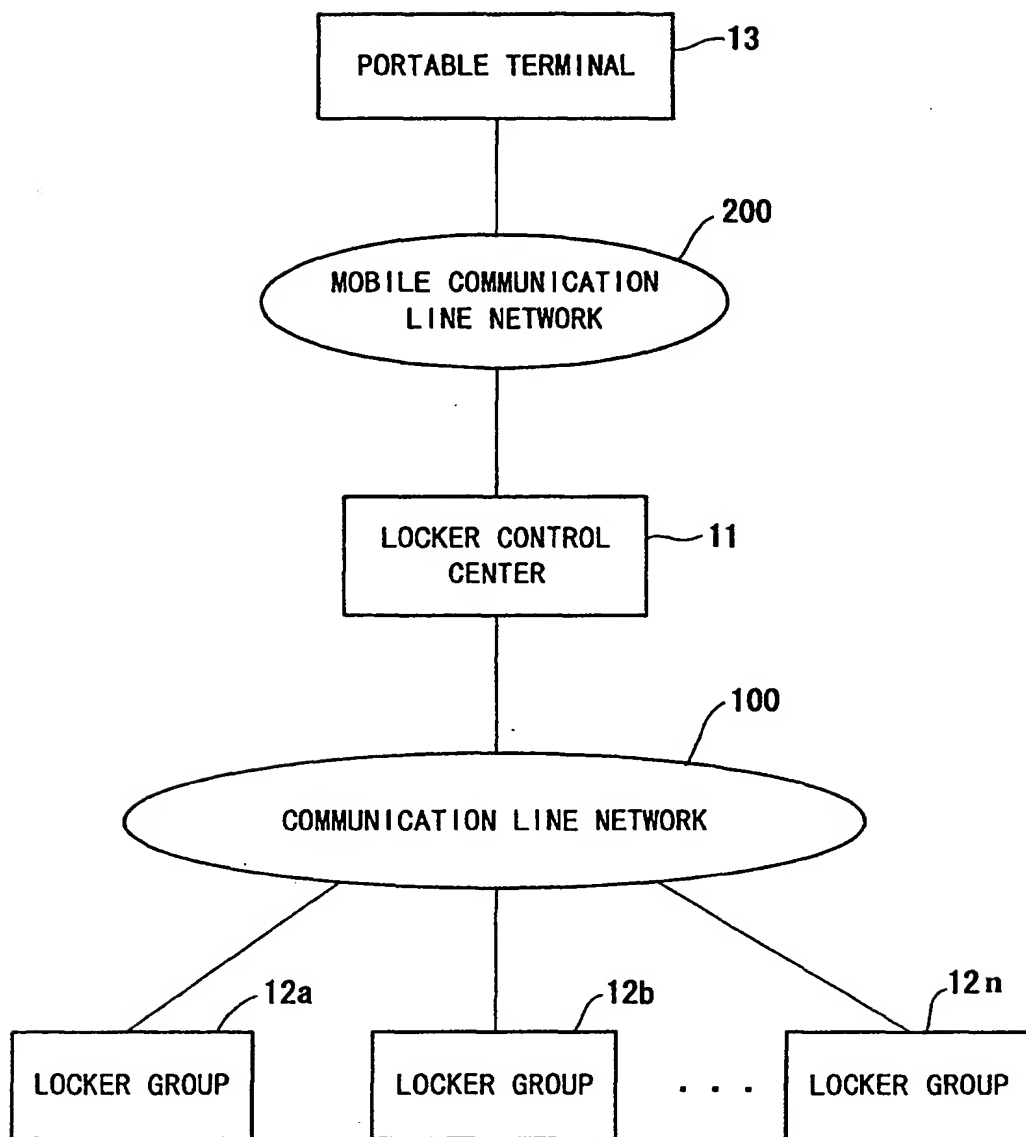 PORTABLE TERMINAL
13
200
MOBILE COMMUNICATION
LINE NETWORK
LOCKER CONTROL
CENTER
11
100
COMMUNICATION LINE NETWORK
12a
12b
12n
LOCKER GROUP
LOCKER GROUP
. . .
LOCKER GROUP